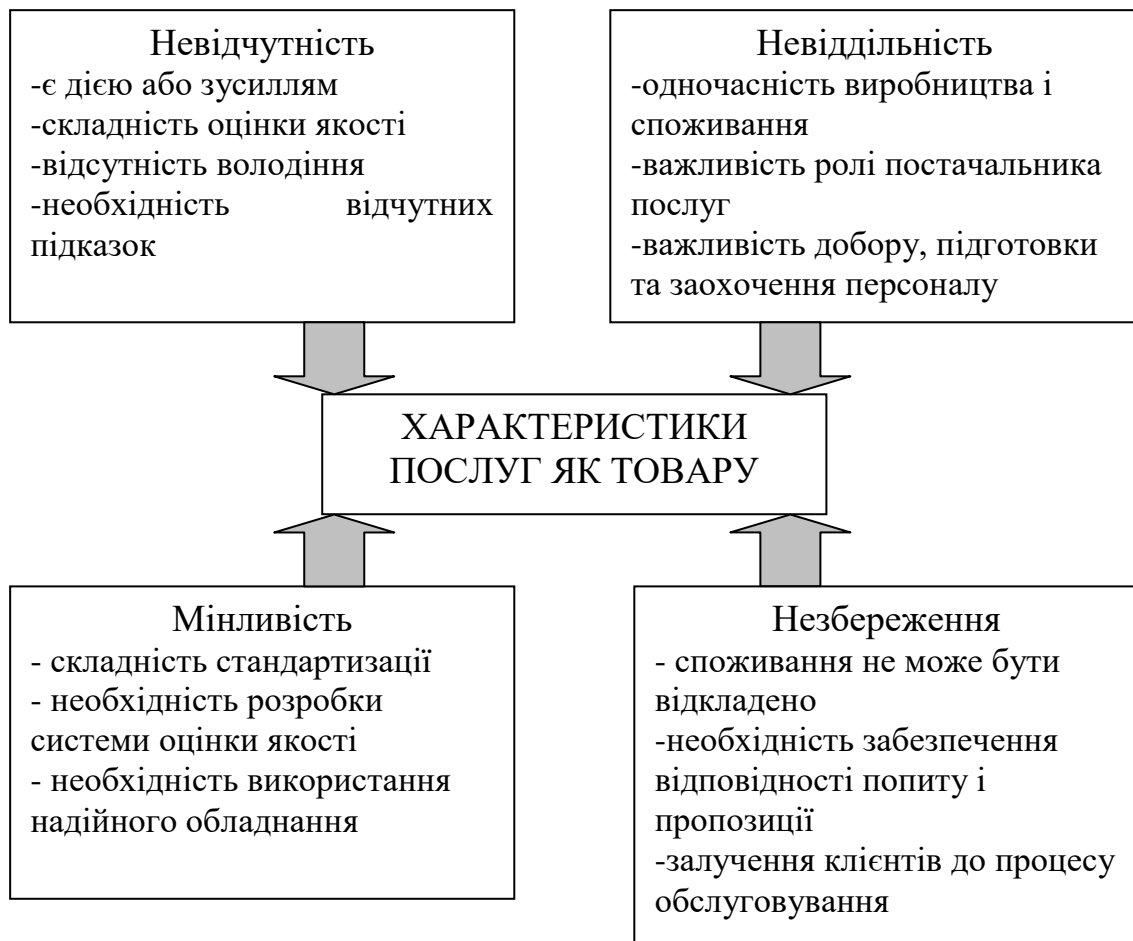 Невідчутність
-є дією або зусиллям
-складність оцінки якості
-відсутність володіння
-необхідність відчутних
підказок
Невіддільність
-одночасність виробництва і
споживання
-важливість ролі постачальника
послуг
-важливість добору, підготовки
та заохочення персоналу
ХАРАКТЕРИСТИКИ
ПОСЛУГ ЯК ТОВАРУ
Мінливість
- складність стандартизації
- необхідність розробки
системи оцінки якості
- необхідність використання
надійного обладнання
Незбереження
- споживання не може бути
відкладено
-необхідність забезпечення
відповідності попиту і
пропозиції
-залучення клієнтів до процесу
обслуговування